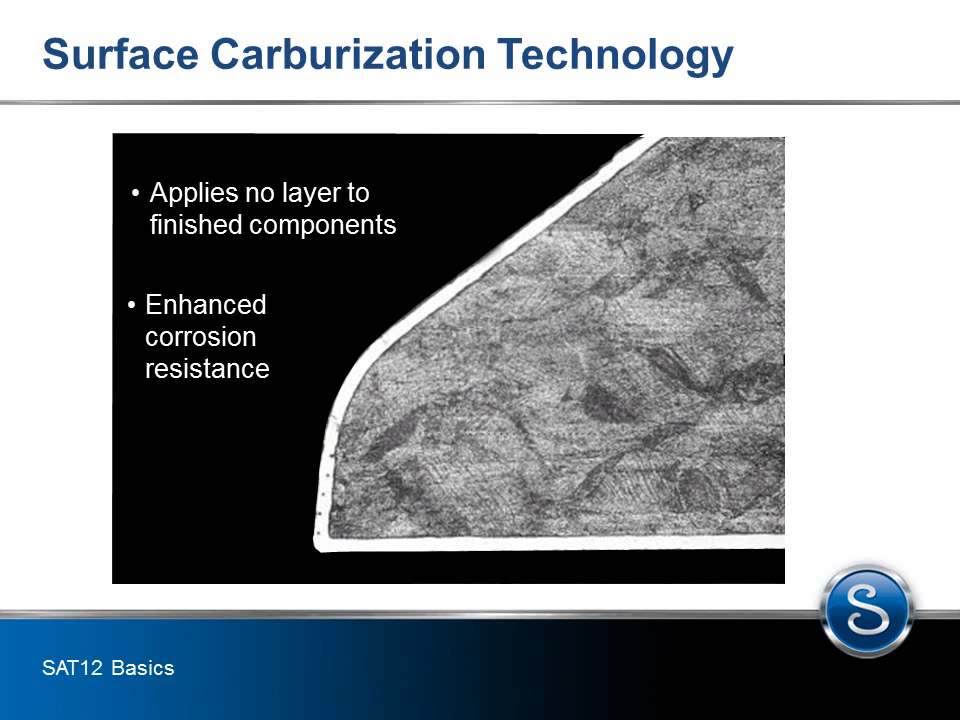 Surface Carburization Technology
• Applies no layer to
finished components
• Enhanced
corrosion
resistance
S
SAT12 Basics